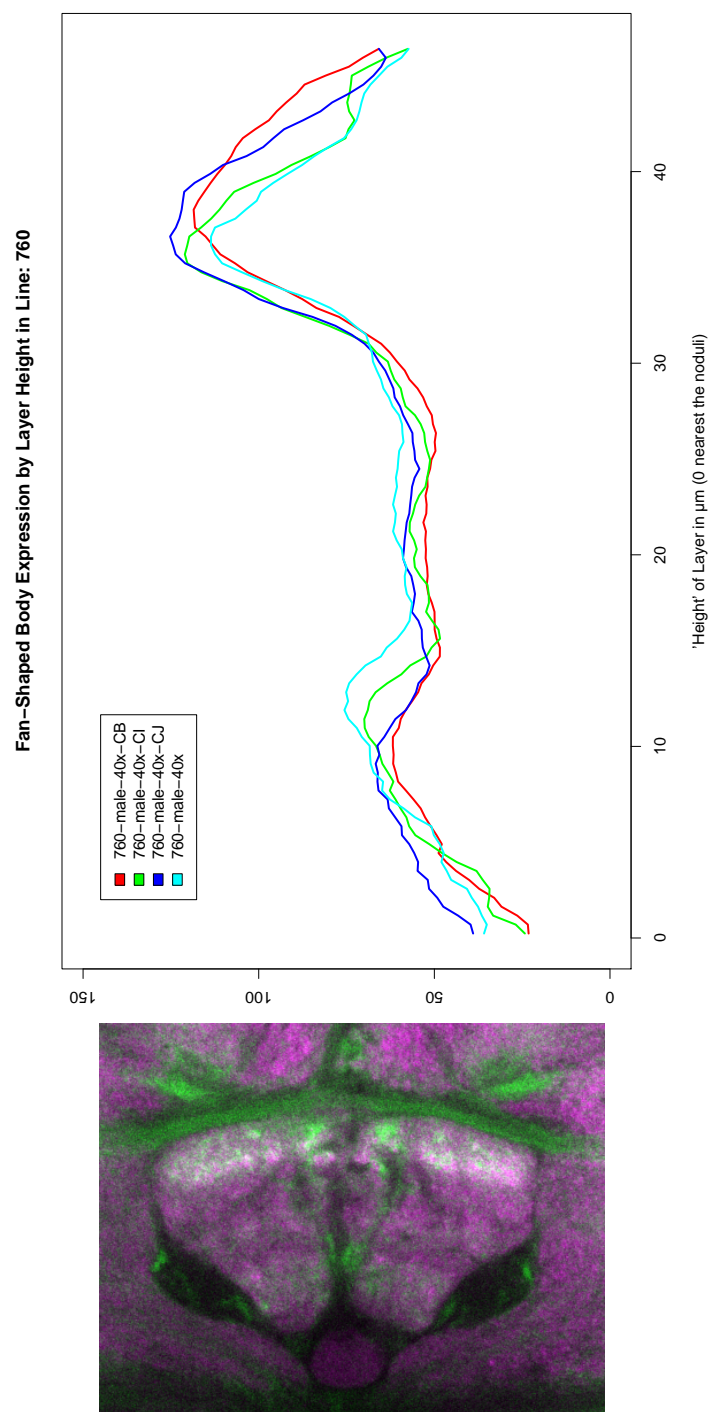 Fan−Shaped Body Expression by Layer Height in Line: 760
760−male−40x−CB
760−male−40x−CI
760−male−40x−CJ
760−male−40x
0
50
100
150
0
10
20
30
40
'Height' of Layer in µm (0 nearest the noduli)